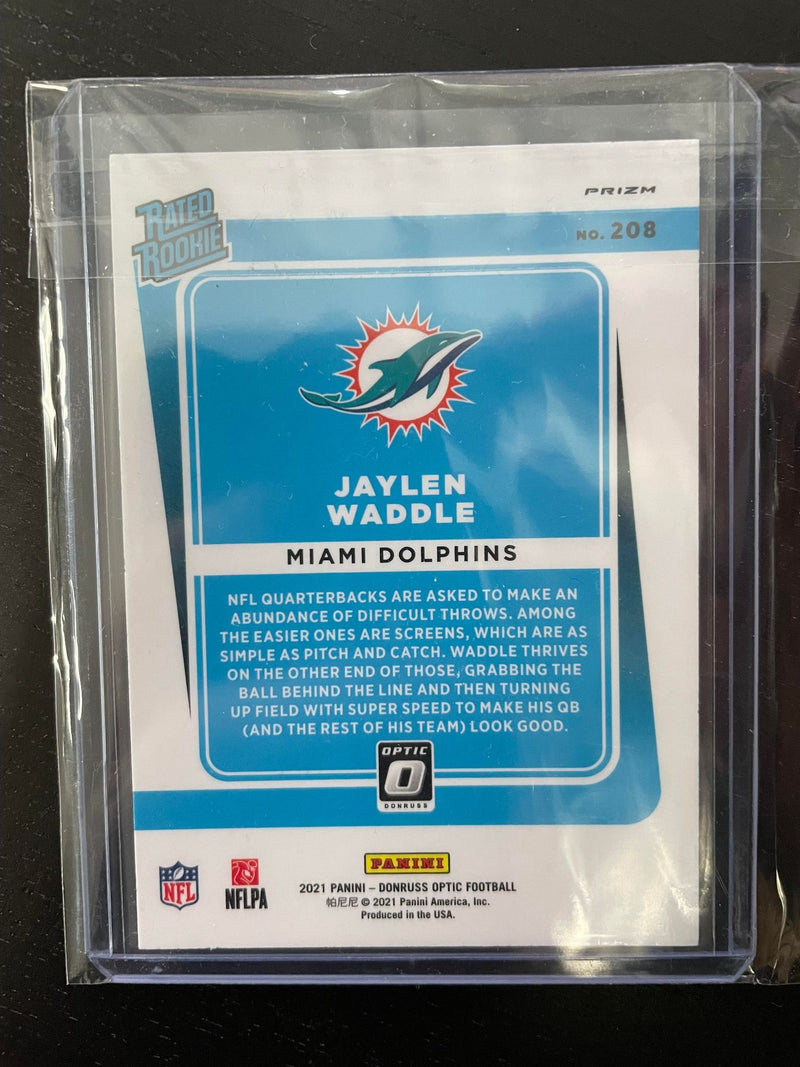 PRIZM
RATED
ROOKIE
NO. 208
JAYLEN
WADDLE
MIAMI DOLPHINS
NFL QUARTERBACKS ARE ASKED TO MAKE AN
ABUNDANCE OF DIFFICULT THROWS. AMONG
THE EASIER ONES ARE SCREENS, WHICH ARE AS
SIMPLE AS PITCH AND CATCH. WADDLE THRIVES
ON THE OTHER END OF THOSE, GRABBING THE
BALL BEHIND THE LINE AND THEN TURNING
UP FIELD WITH SUPER SPEED TO MAKE HIS QB
(AND THE REST OF HIS TEAM) LOOK GOOD.
OPTIC
O
DONRUSS
NFL
NFLPA
PANINI
2021 PANINI – DONRUSS OPTIC FOOTBALL
帕尼尼 © 2021 Panini America, Inc.
Produced in the USA.